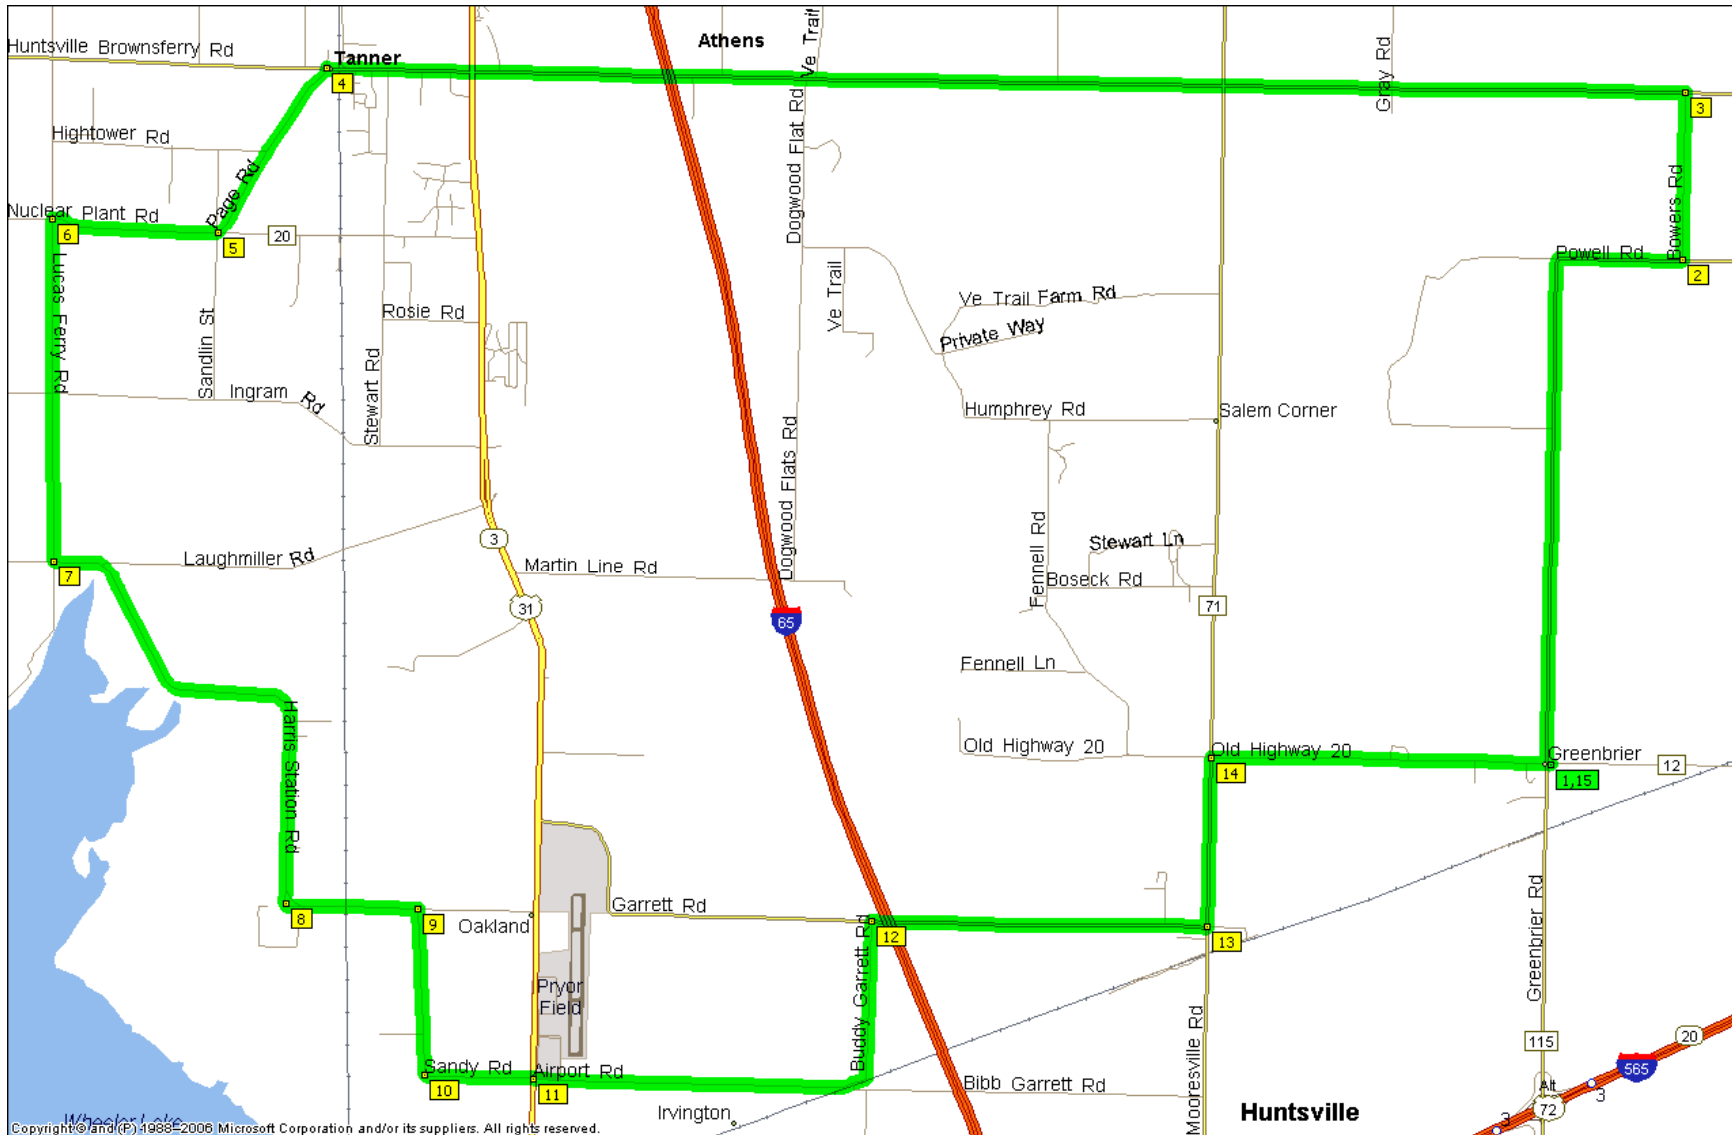 Athens
Huntsville Brownsferry Rd
Tanner
4
Ve Trail
Gray Rd
3
Hightower Rd
Page Rd
Dogwood Flat Rd
Bowers Rd
Nuclear Plant Rd
6
5
20
Powell Rd
2
Lucas Ferry Rd
Sandlin St
Rosie Rd
Stewart Rd
Ve Trail
Ve Trail Farm Rd
Private Way
Ingram Rd
Humphrey Rd
Salem Corner
Dogwood Flats Rd
3
Laughmiller Rd
7
Martin Line Rd
Fennell Rd
Stewart Ln
Boseck Rd
31
65
71
Fennell Ln
Harris Station Rd
Old Highway 20
Old Highway 20
14
Greenbrier
12
1,15
8
9
Oakland
Garrett Rd
12
13
Buddy Garrett Rd
Greenbrier Rd
Pryor
Field
Mooresville Rd
Sandy Rd
10
Airport Rd
11
Bibb Garrett Rd
Irvington
115
20
565
Alt
72
3
3
Huntsville
Wheeler Lake
Copyright © and (P) 1988–2006 Microsoft Corporation and/or its suppliers. All rights reserved.